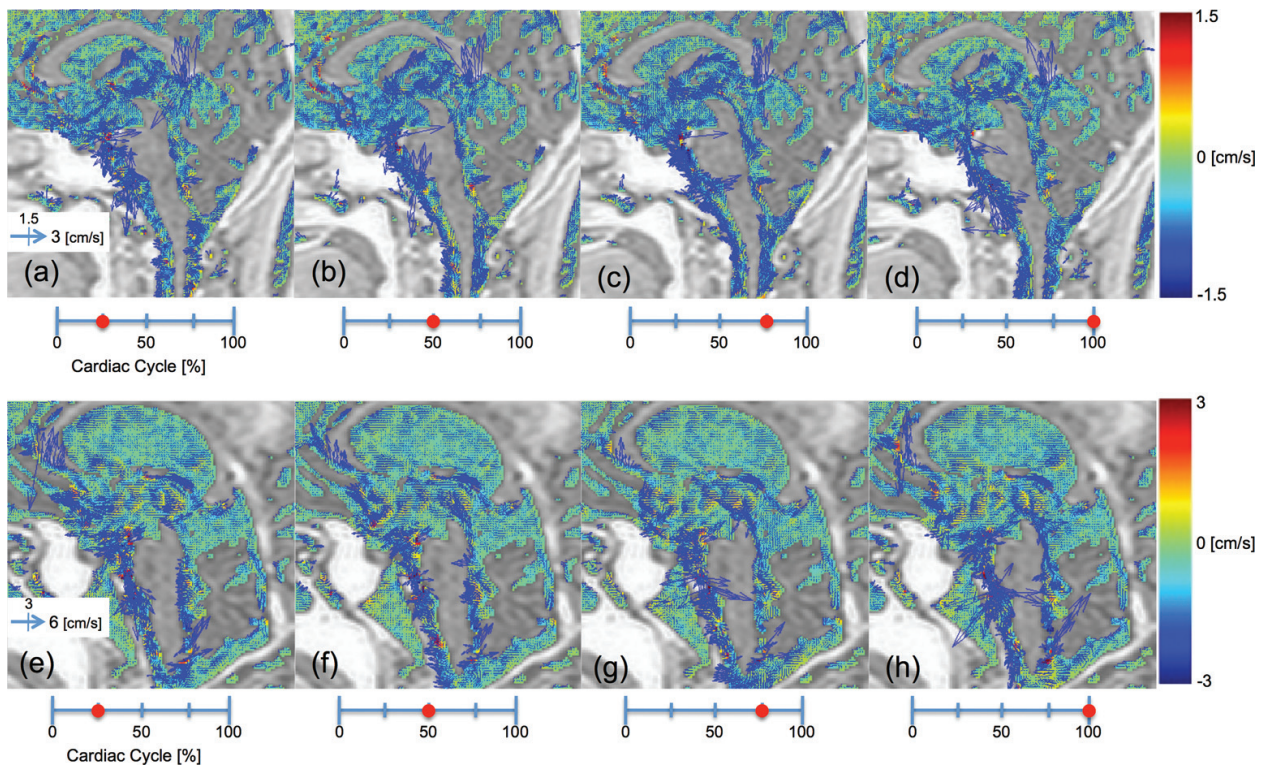 1.5
0 [cm/s]
-1.5
1.5
3 [cm/s]
(a) (b) (c) (d)
0 50 100 0 50 100 0 50 100 0 50 100
Cardiac Cycle [%]
3
0 [cm/s]
-3
3
6 [cm/s]
(e) (f) (g) (h)
0 50 100 0 50 100 0 50 100 0 50 100
Cardiac Cycle [%]